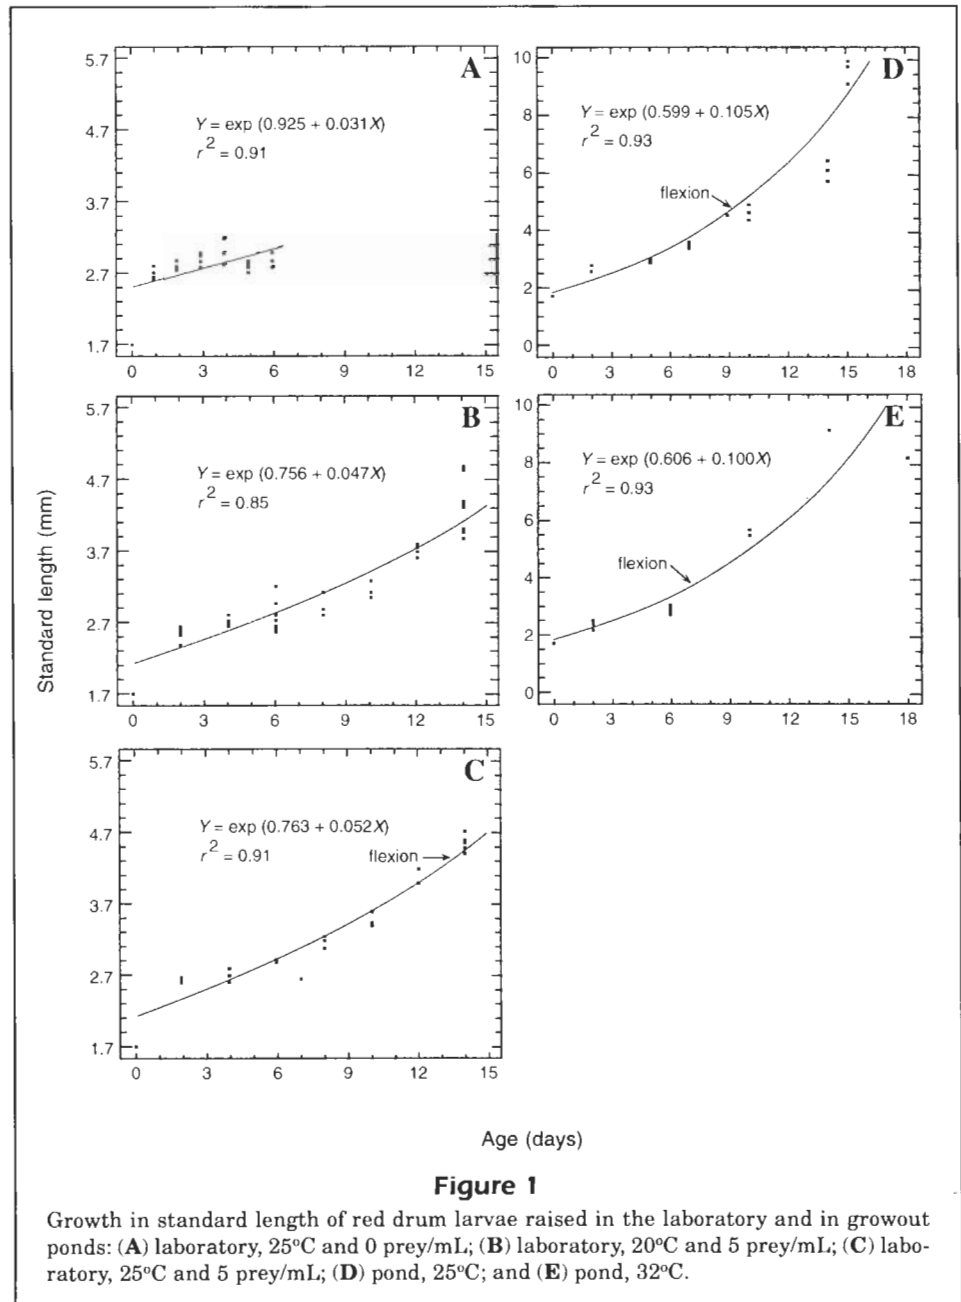 A
Y = exp (0.925 + 0.031X)
r² = 0.91
5.7
4.7
3.7
2.7
1.7
0 3 6 9 12 15
B
Y = exp (0.756 + 0.047X)
r² = 0.85
5.7
4.7
3.7
2.7
1.7
0 3 6 9 12 15
C
Y = exp (0.763 + 0.052X)
r² = 0.91
flexion
5.7
4.7
3.7
2.7
1.7
0 3 6 9 12 15
D
Y = exp (0.599 + 0.105X)
r² = 0.93
flexion
10
8
6
4
2
0
0 3 6 9 12 15 18
E
Y = exp (0.606 + 0.100X)
r² = 0.93
flexion
10
8
6
4
2
0
0 3 6 9 12 15 18
Standard length (mm)
Age (days)
Figure 1
Growth in standard length of red drum larvae raised in the laboratory and in growout
ponds: (A) laboratory, 25°C and 0 prey/mL; (B) laboratory, 20°C and 5 prey/mL; (C) labo-
ratory, 25°C and 5 prey/mL; (D) pond, 25°C; and (E) pond, 32°C.